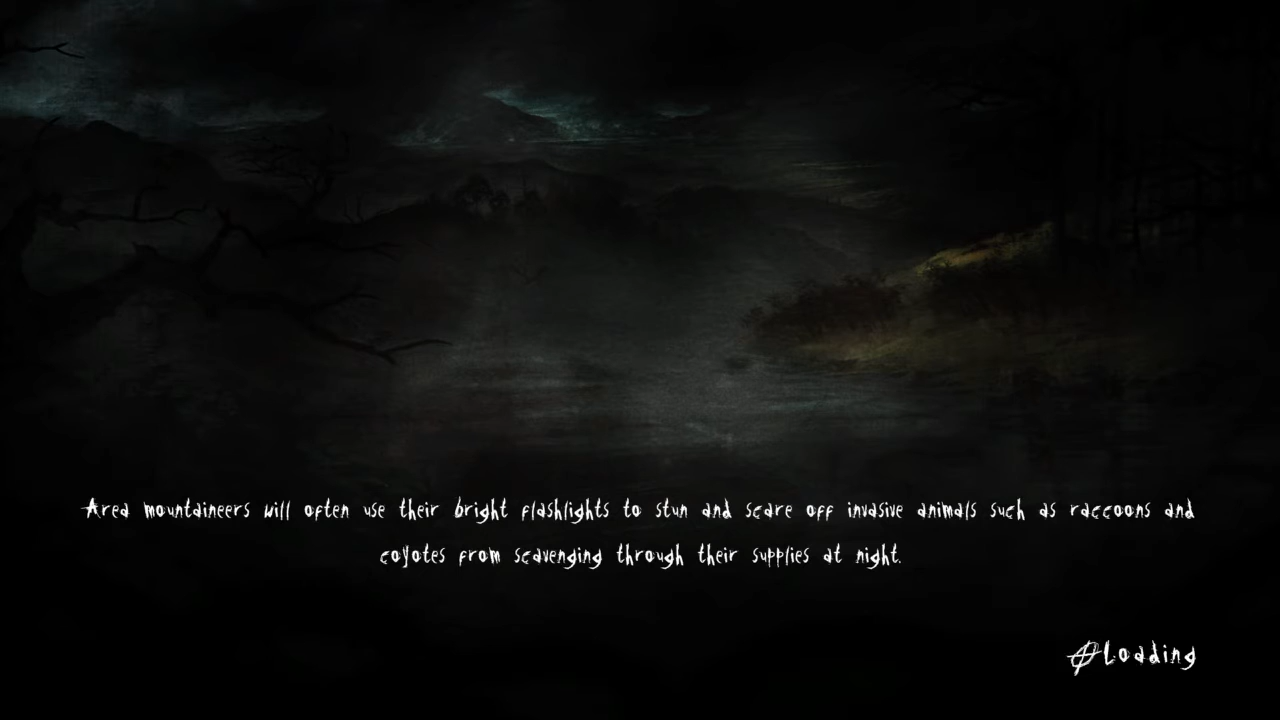 Area mountaineers will often use their bright flashlights to stun and scare off invasive animals such as raccoons and
coyotes from scavenging through their supplies at night.
Loading